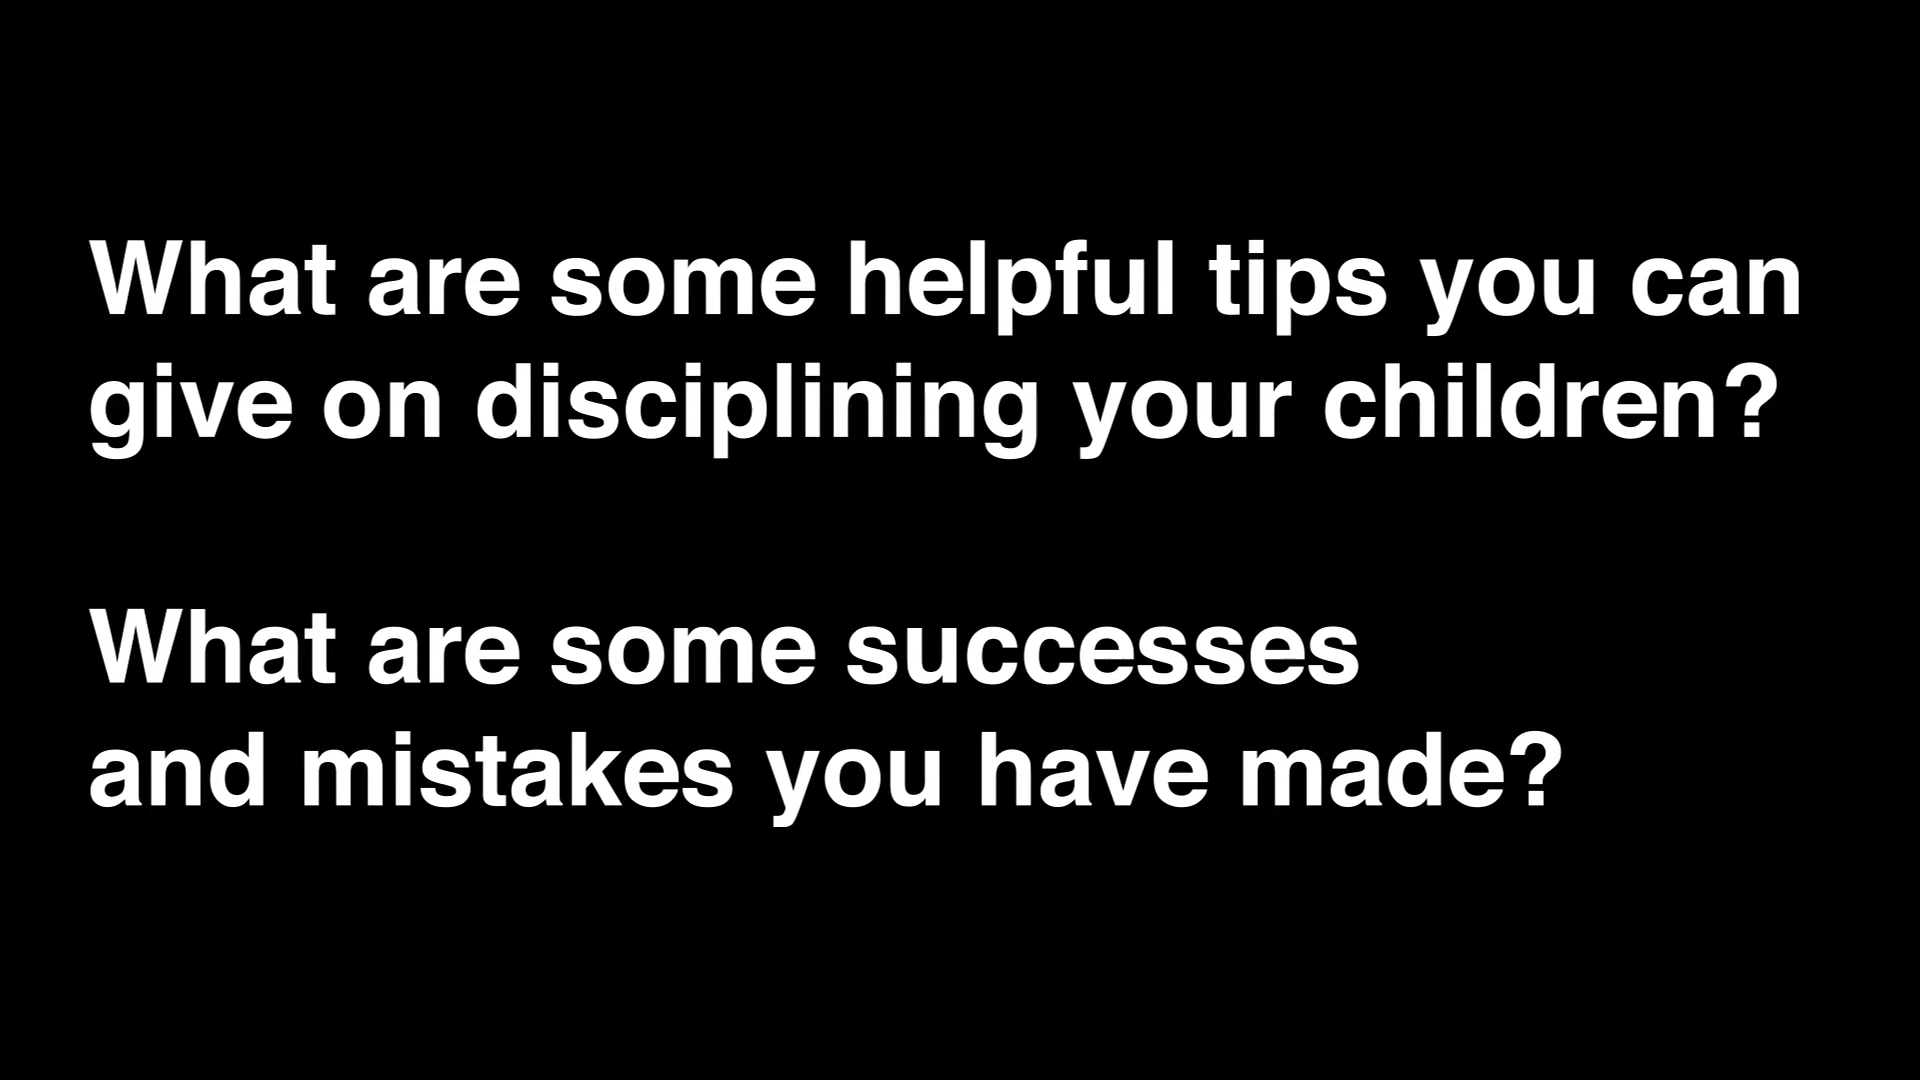 What are some helpful tips you can
give on disciplining your children?
What are some successes
and mistakes you have made?